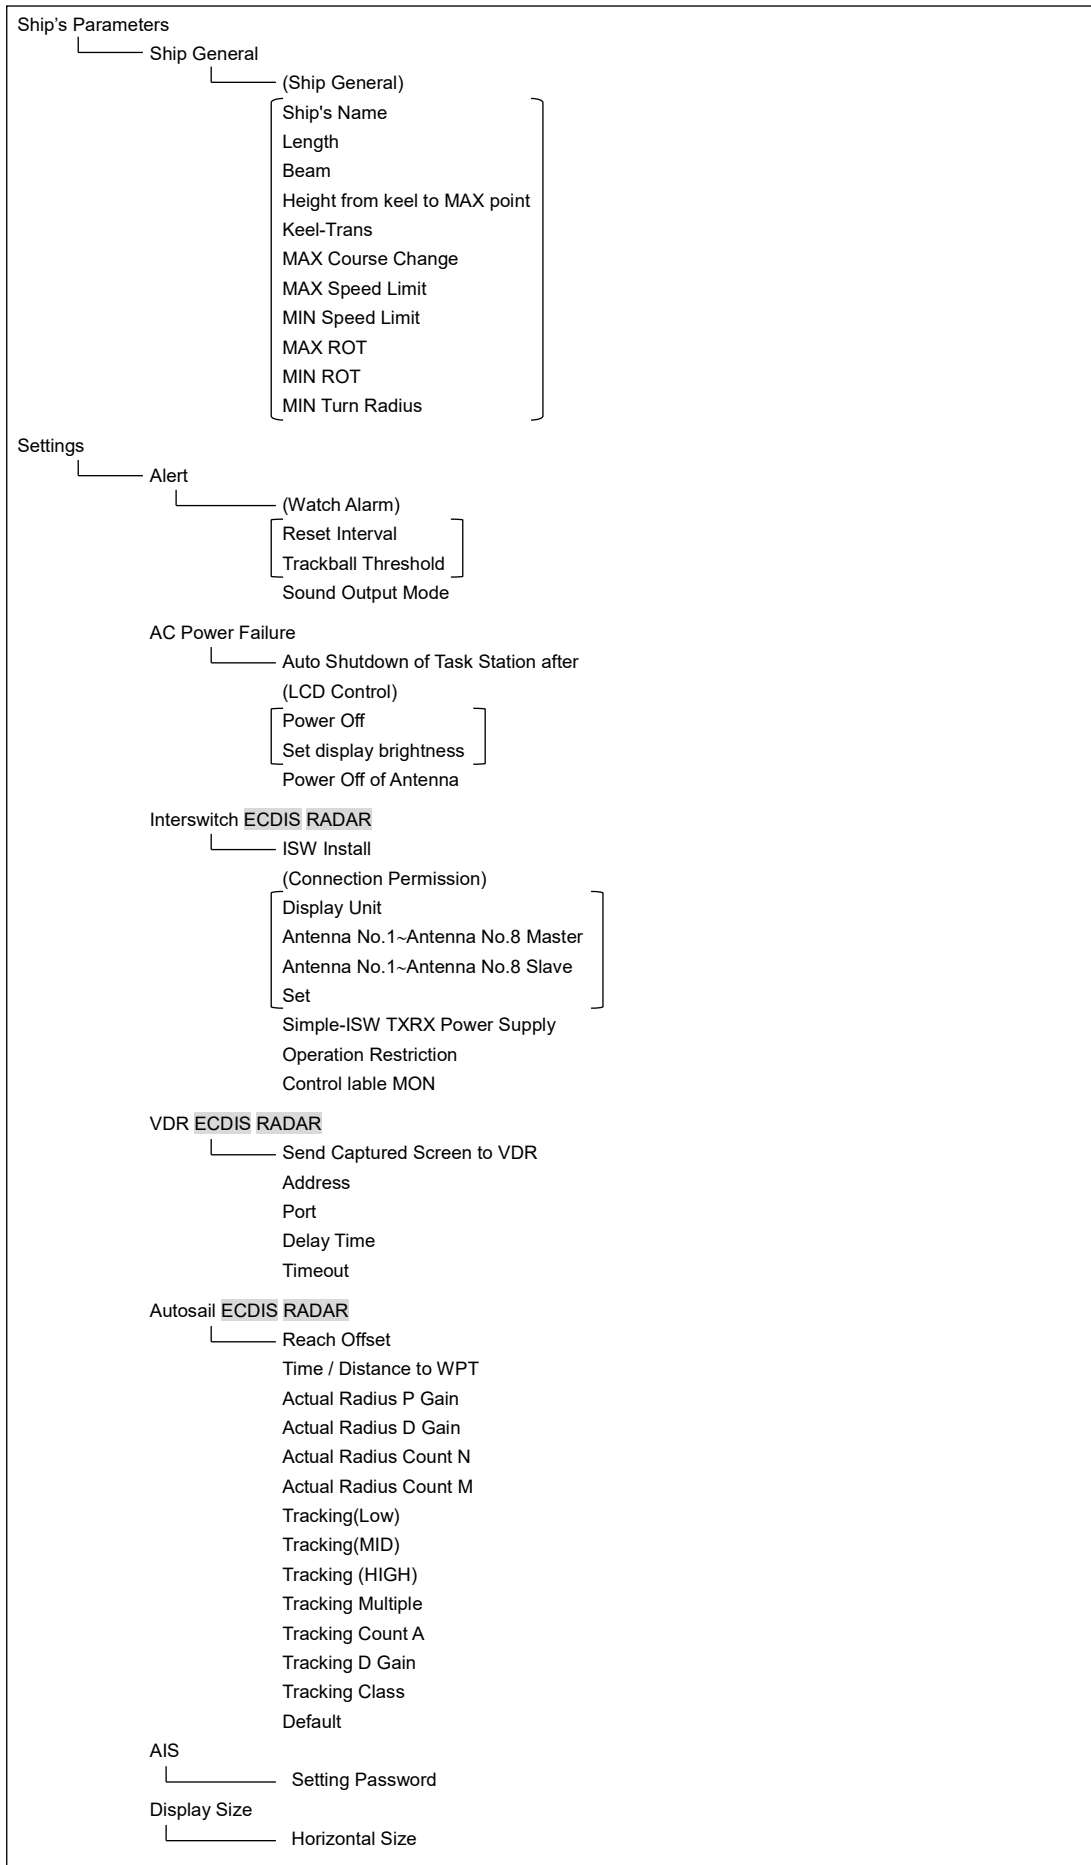 Ship’s Parameters
Ship General
(Ship General)
Ship's Name
Length
Beam
Height from keel to MAX point
Keel-Trans
MAX Course Change
MAX Speed Limit
MIN Speed Limit
MAX ROT
MIN ROT
MIN Turn Radius
Settings
Alert
(Watch Alarm)
Reset Interval
Trackball Threshold
Sound Output Mode
AC Power Failure
Auto Shutdown of Task Station after
(LCD Control)
Power Off
Set display brightness
Power Off of Antenna
Interswitch ECDIS RADAR
ISW Install
(Connection Permission)
Display Unit
Antenna No.1~Antenna No.8 Master
Antenna No.1~Antenna No.8 Slave
Set
Simple-ISW TXRX Power Supply
Operation Restriction
Control lable MON
VDR ECDIS RADAR
Send Captured Screen to VDR
Address
Port
Delay Time
Timeout
Autosail ECDIS RADAR
Reach Offset
Time / Distance to WPT
Actual Radius P Gain
Actual Radius D Gain
Actual Radius Count N
Actual Radius Count M
Tracking(Low)
Tracking(MID)
Tracking (HIGH)
Tracking Multiple
Tracking Count A
Tracking D Gain
Tracking Class
Default
AIS
Setting Password
Display Size
Horizontal Size